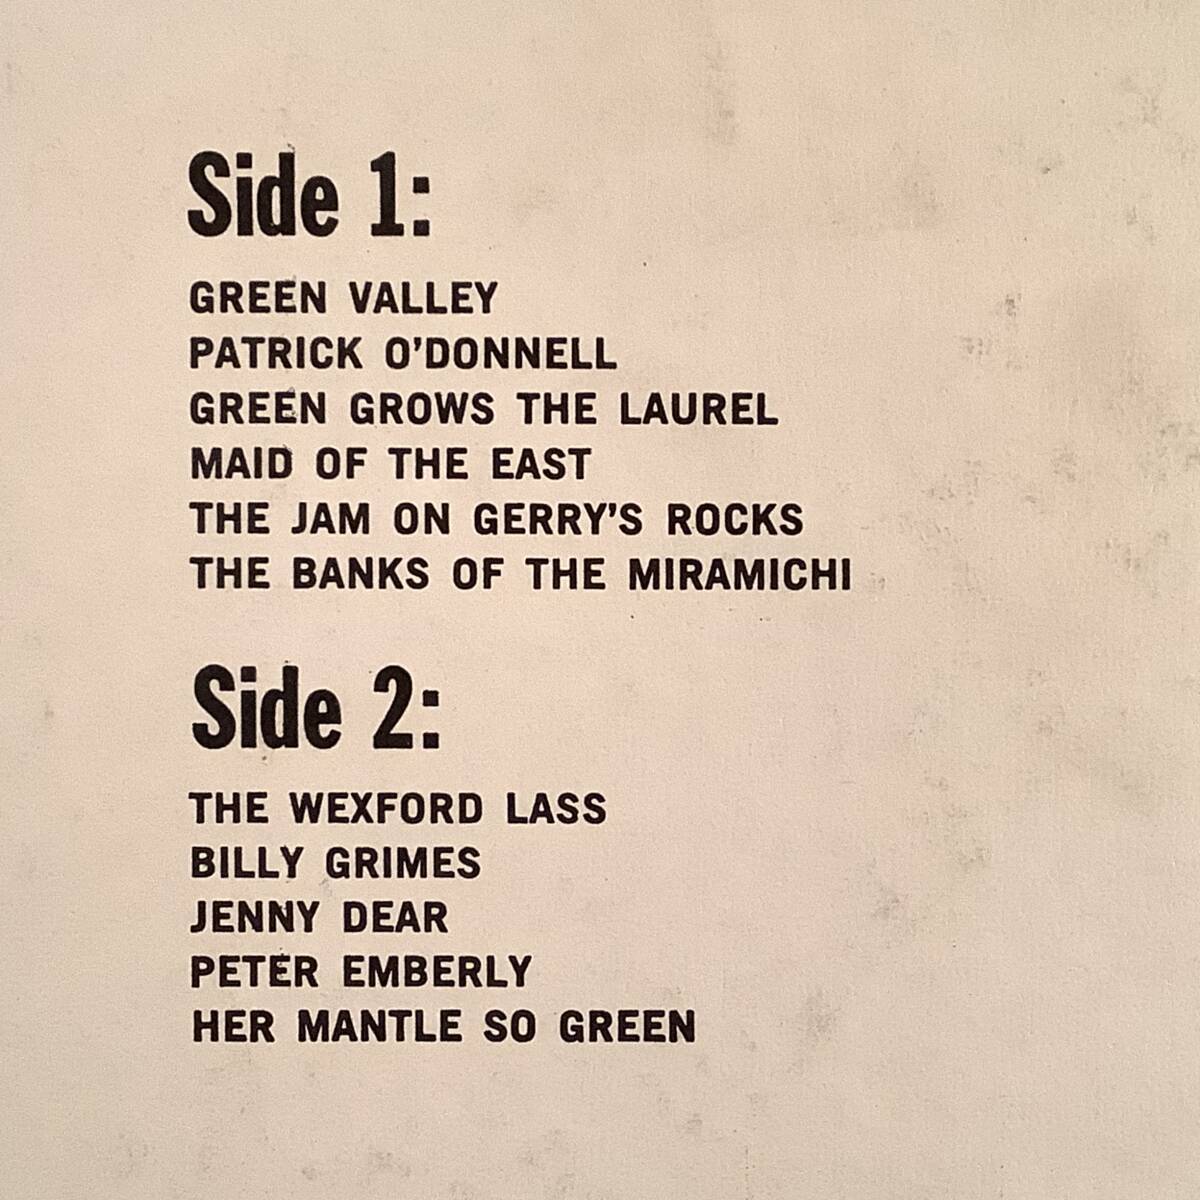 Side 1:
GREEN VALLEY
PATRICK O'DONNELL
GREEN GROWS THE LAUREL
MAID OF THE EAST
THE JAM ON GERRY'S ROCKS
THE BANKS OF THE MIRAMICHI
Side 2:
THE WEXFORD LASS
BILLY GRIMES
JENNY DEAR
PETER EMBERLY
HER MANTLE SO GREEN